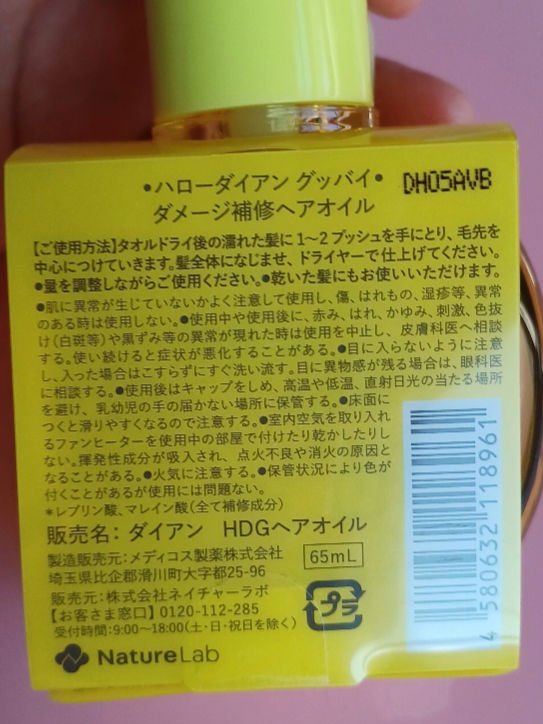 •ハローダイアン グッバイ• DH05AVB
ダメージ補修ヘアオイル
【ご使用方法】タオルドライ後の濡れた髪に1〜2プッシュを手にとり、毛先を
中心につけていきます。髪全体になじませ、ドライヤーで仕上げてください。
●量を調整しながらご使用ください。●乾いた髪にもお使いいただけます。
●肌に異常が生じていないかよく注意して使用し、傷、はれもの、湿疹等、異常
のある時は使用しない。●使用中や使用後に、赤み、はれ、かゆみ、刺激、色抜
け(白斑等)や黒ずみ等の異常が現れた時は使用を中止し、皮膚科医へ相談
する。使い続けると症状が悪化することがある。●目に入らないように注意
し、入った場合はこすらずにすぐ洗い流す。目に異物感が残る場合は、眼科医
に相談する。●使用後はキャップをしめ、高温や低温、直射日光の当たる場所
を避け、乳幼児の手の届かない場所に保管する。●床面に
つくと滑りやすくなるので注意する。●室内空気を取り入れ
るファンヒーターを使用中の部屋で付けたり乾かしたりし
ない。揮発性成分が吸入され、点火不良や消火の原因と
なることがある。●火気に注意する。●保管状況により色が
付くことがあるが使用には問題ない。
＊レブリン酸、マレイン酸(全て補修成分)
販売名: ダイアン HDGヘアオイル
製造販売元:メディコス製薬株式会社
埼玉県比企郡滑川町大字都25-96
65mL
販売元:株式会社ネイチャーラボ
【お客さま窓口】0120-112-285
受付時間:9:00〜18:00(土・日・祝日を除く)
プラ
NatureLab
4 580632 118961